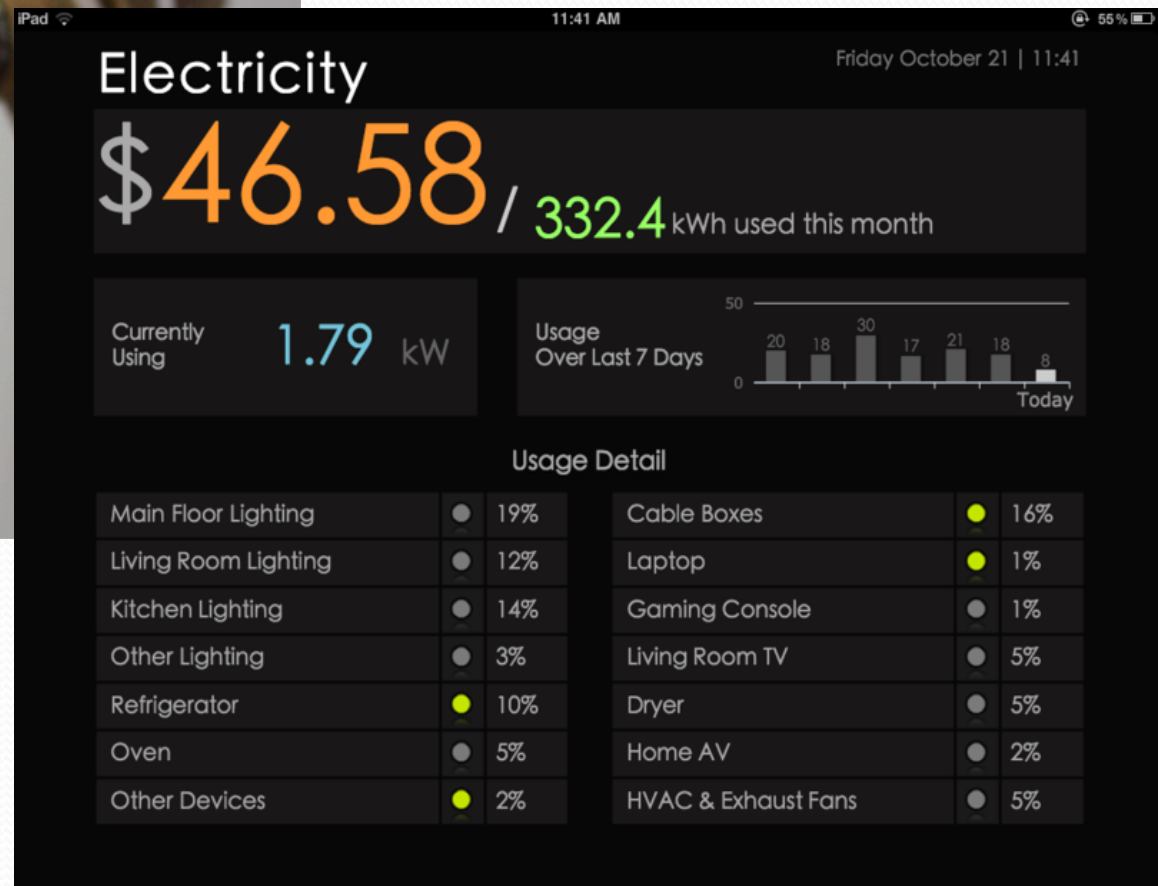 iPad 11:41 AM 55%
Electricity Friday October 21 | 11:41
$46.58 / 332.4 kWh used this month
Currently
Using
1.79 kW
Usage
Over Last 7 Days
50
20 18 30 17 21 18 8
0
Today
Usage Detail
Main Floor Lighting 19%
Living Room Lighting 12%
Kitchen Lighting 14%
Other Lighting 3%
Refrigerator 10%
Oven 5%
Other Devices 2%
Cable Boxes 16%
Laptop 1%
Gaming Console 1%
Living Room TV 5%
Dryer 5%
Home AV 2%
HVAC & Exhaust Fans 5%